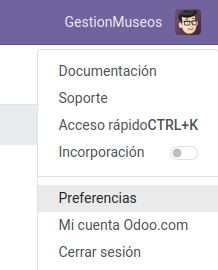 GestionMuseos
Documentación
Soporte
Acceso rápidoCTRL+K
Incorporación
Preferencias
Mi cuenta Odoo.com
Cerrar sesión